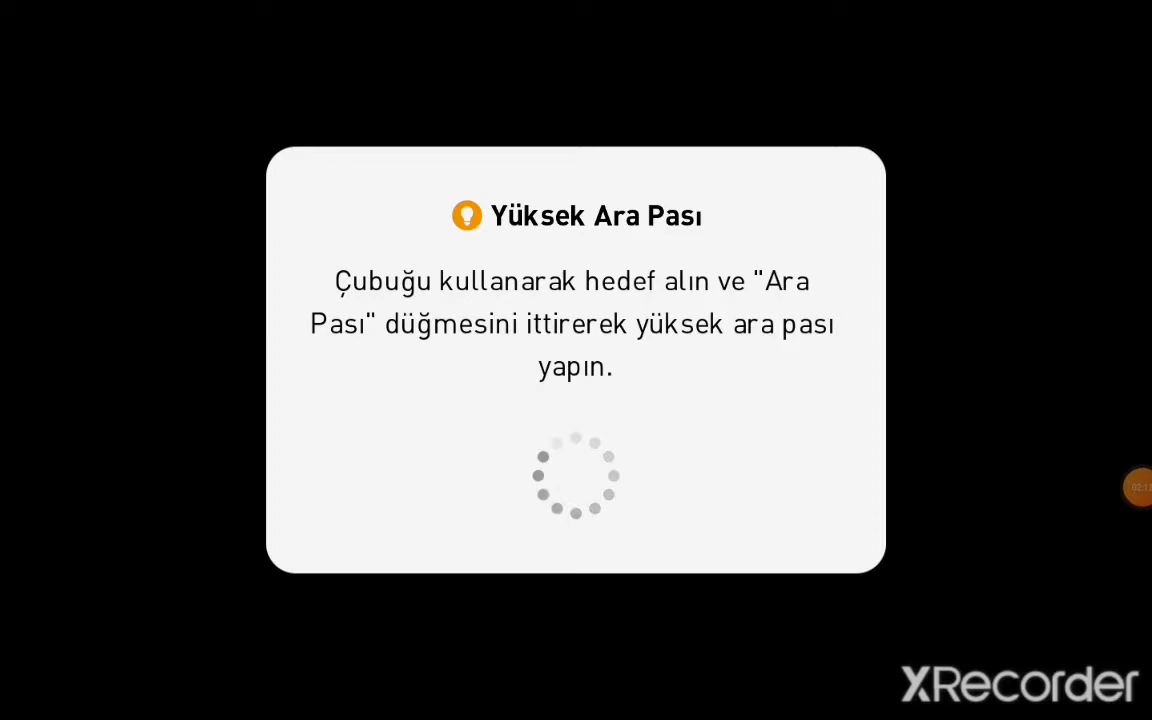 Yüksek Ara Pası
Çubuğu kullanarak hedef alın ve "Ara
Pası" düğmesini ittirerek yüksek ara pası
yapın.
XRecorder